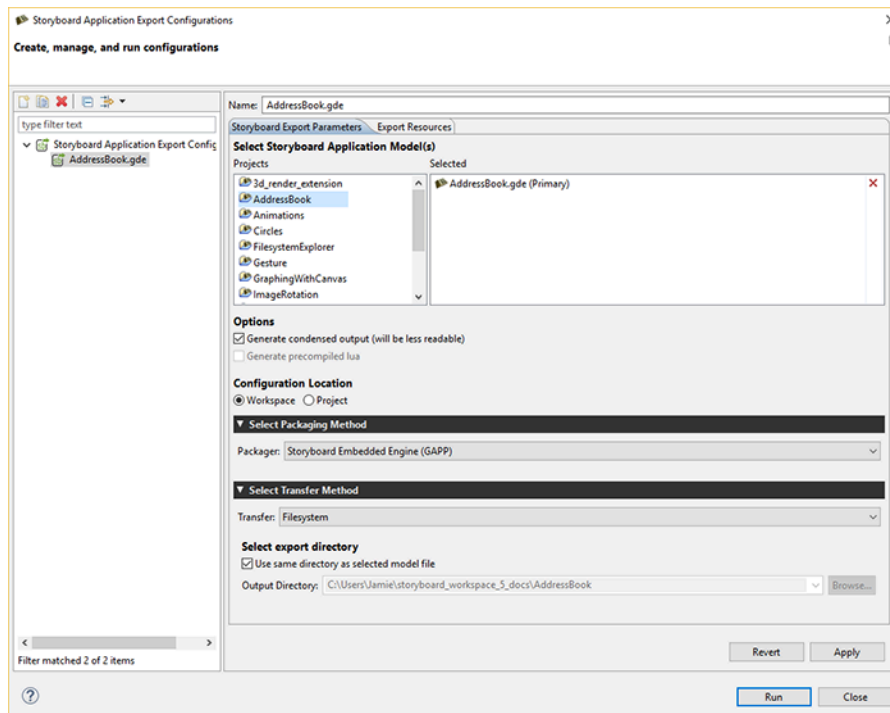 Storyboard Application Export Configurations
Create, manage, and run configurations
type filter text
Storyboard Application Export Config
AddressBook.gde
Filter matched 2 of 2 items
Name: AddressBook.gde
Storyboard Export Parameters Export Resources
Select Storyboard Application Model(s)
Projects Selected
3d_render_extension AddressBook.gde (Primary)
AddressBook
Animations
Circles
FilesystemExplorer
Gesture
GraphingWithCanvas
ImageRotation
Options
Generate condensed output (will be less readable)
Generate precompiled lua
Configuration Location
Workspace Project
Select Packaging Method
Packager: Storyboard Embedded Engine (GAPP)
Select Transfer Method
Transfer: Filesystem
Select export directory
Use same directory as selected model file
Output Directory: C:\Users\Jamie\storyboard_workspace_5_docs\AddressBook Browse...
Revert Apply
Run Close